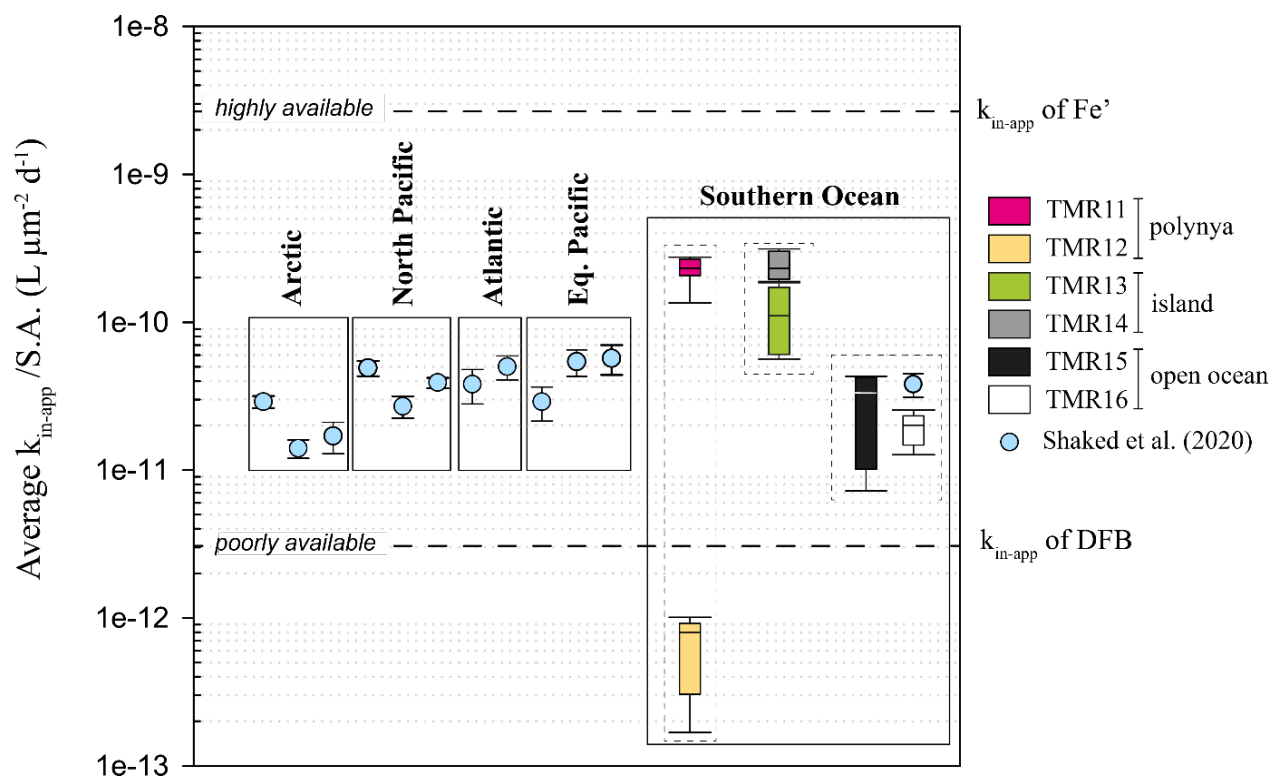 1e-8
1e-9
1e-10
1e-11
1e-12
1e-13
Average kin-app /S.A. (L µm-2 d-1)
highly available
kin-app of Fe’
Arctic
North Pacific
Atlantic
Eq. Pacific
Southern Ocean
poorly available
kin-app of DFB
TMR11
TMR12
polynya
TMR13
TMR14
island
TMR15
TMR16
open ocean
Shaked et al. (2020)